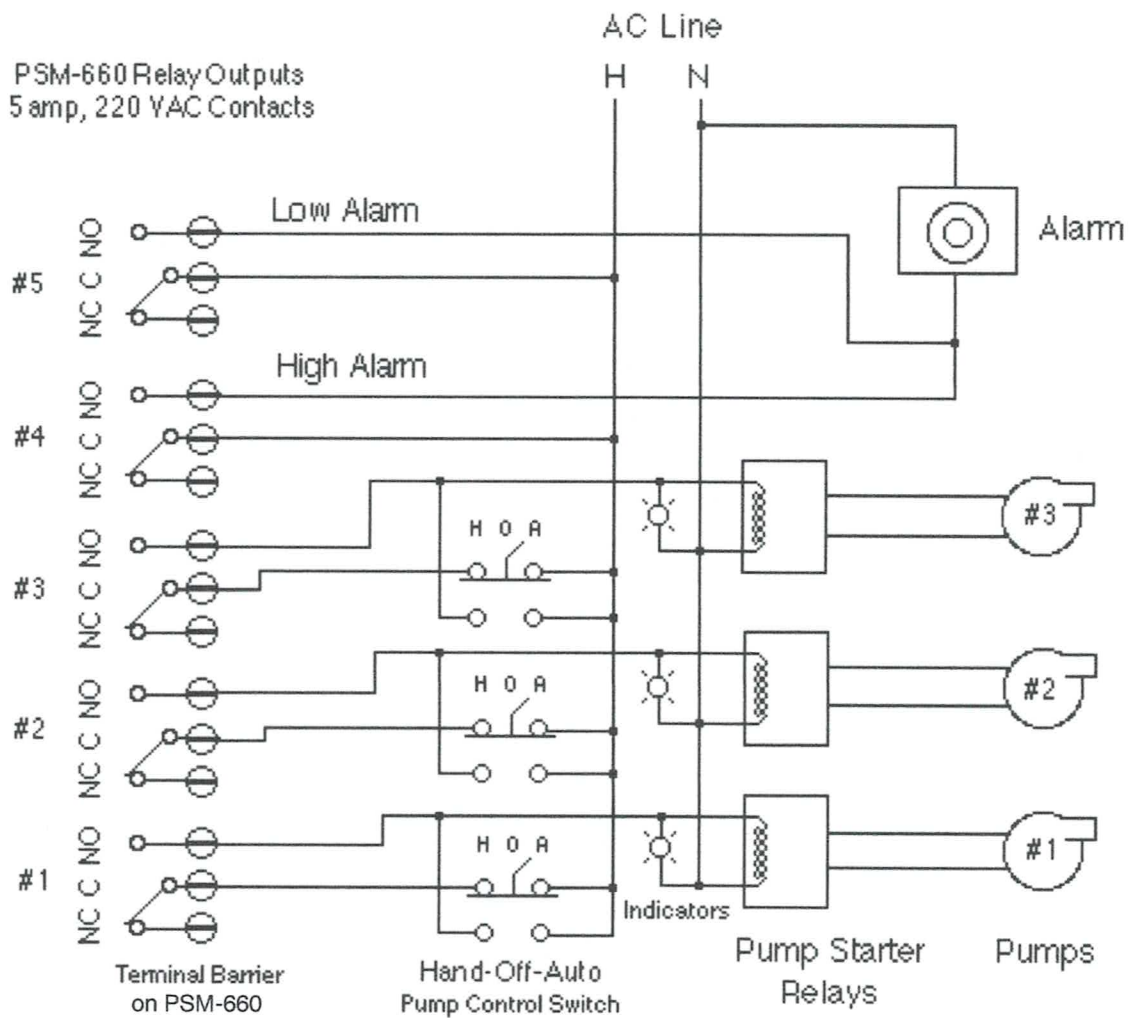 AC Line
PSM-660 Relay Outputs
5 amp, 220 VAC Contacts
H N
Low Alarm
Alarm
#5
NC C NO
High Alarm
#4
NC C NO
#3
NC C NO
H O A
#3
#2
NC C NO
H O A
#2
#1
NC C NO
H O A
#1
Indicators
Terminal Barrier
on PSM-660
Hand-Off-Auto
Pump Control Switch
Pump Starter
Relays
Pumps